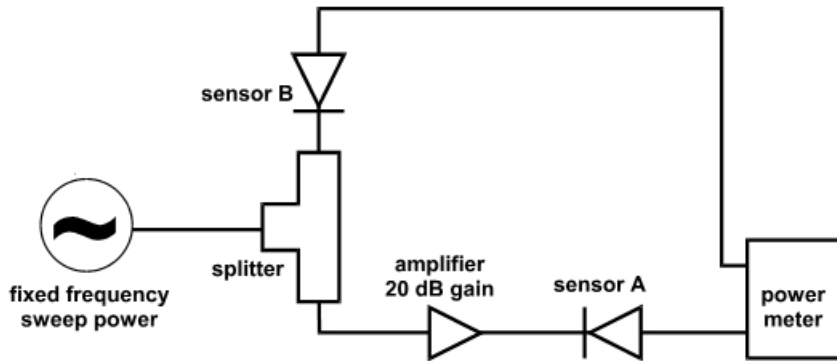 sensor B
splitter
fixed frequency
sweep power
amplifier
20 dB gain
sensor A
power
meter